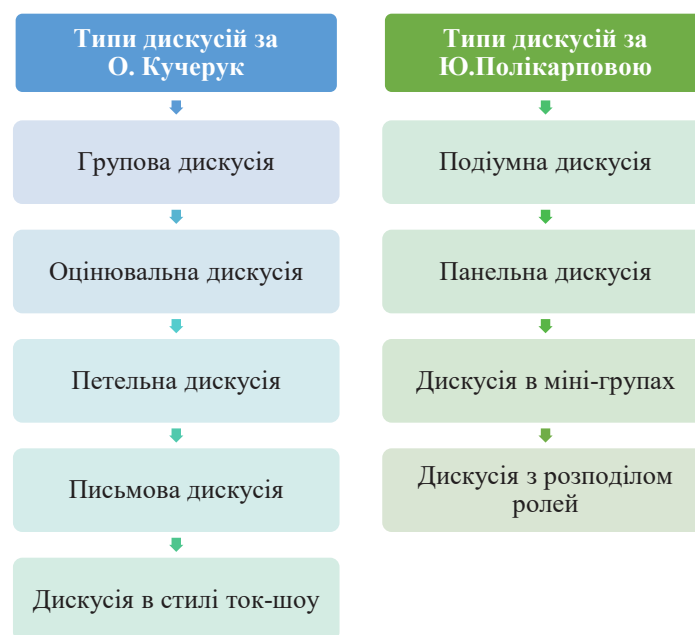 Типи дискусій за
О. Кучерук
Групова дискусія
Оцінювальна дискусія
Петельна дискусія
Письмова дискусія
Дискусія в стилі ток-шоу
Типи дискусій за
Ю.Полікарповою
Подіумна дискусія
Панельна дискусія
Дискусія в міні-групах
Дискусія з розподілом
ролей